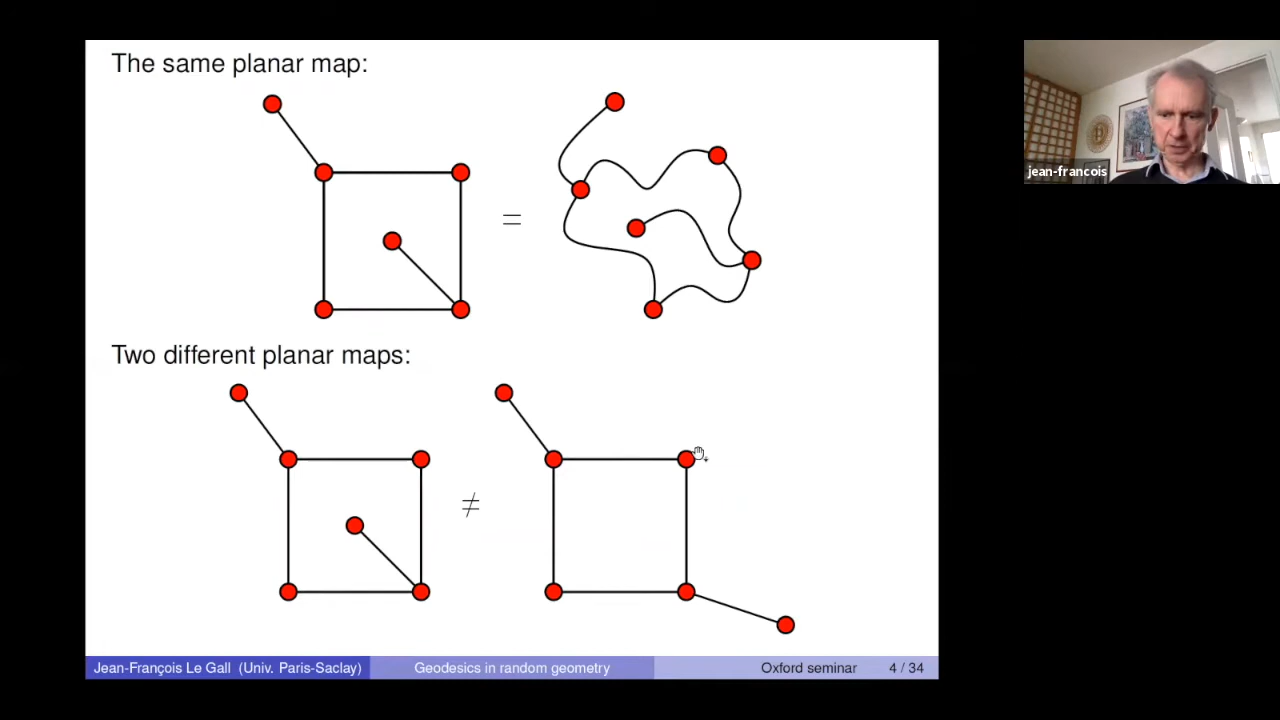 The same planar map:
=
jean-francois
Two different planar maps:
≠
Jean-François Le Gall (Univ. Paris-Saclay) Geodesics in random geometry Oxford seminar 4 / 34